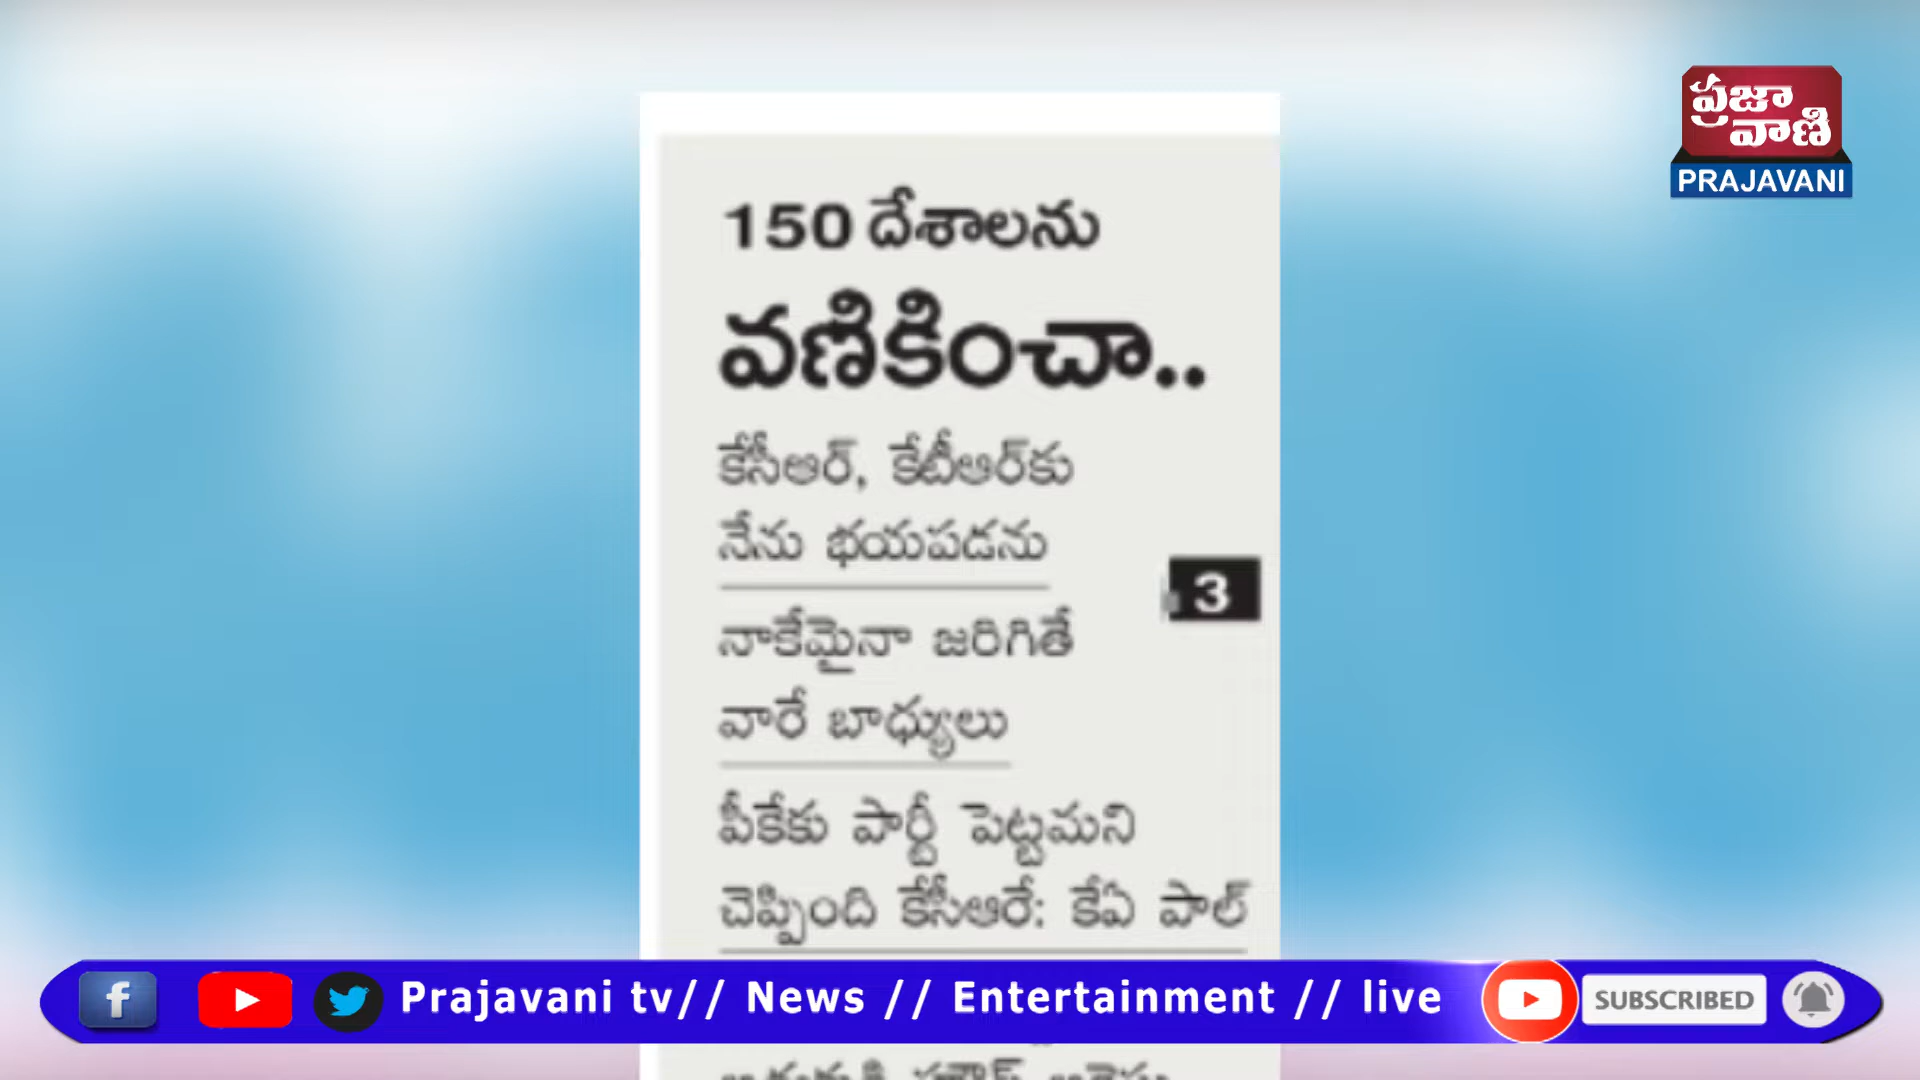 ప్రజా
వాణి
PRAJAVANI
150 దేశాలను
వణికించా..
కేసీఆర్, కేటీఆర్‌కు
నేను భయపడను
3
నాకేమైనా జరిగితే
వారే బాధ్యులు
పీకేకు పార్టీ పెట్టమని
చెప్పింది కేసీఆరే: కేఏ పాల్
Prajavani tv// News // Entertainment // live
SUBSCRIBED